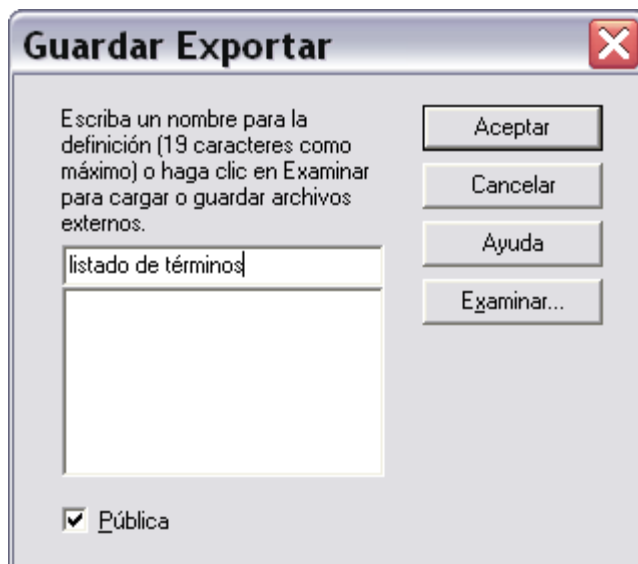 Guardar Exportar
Escriba un nombre para la
definición (19 caracteres como
máximo) o haga clic en Examinar
para cargar o guardar archivos
externos.
listado de términos
Pública
Aceptar
Cancelar
Ayuda
Examinar...